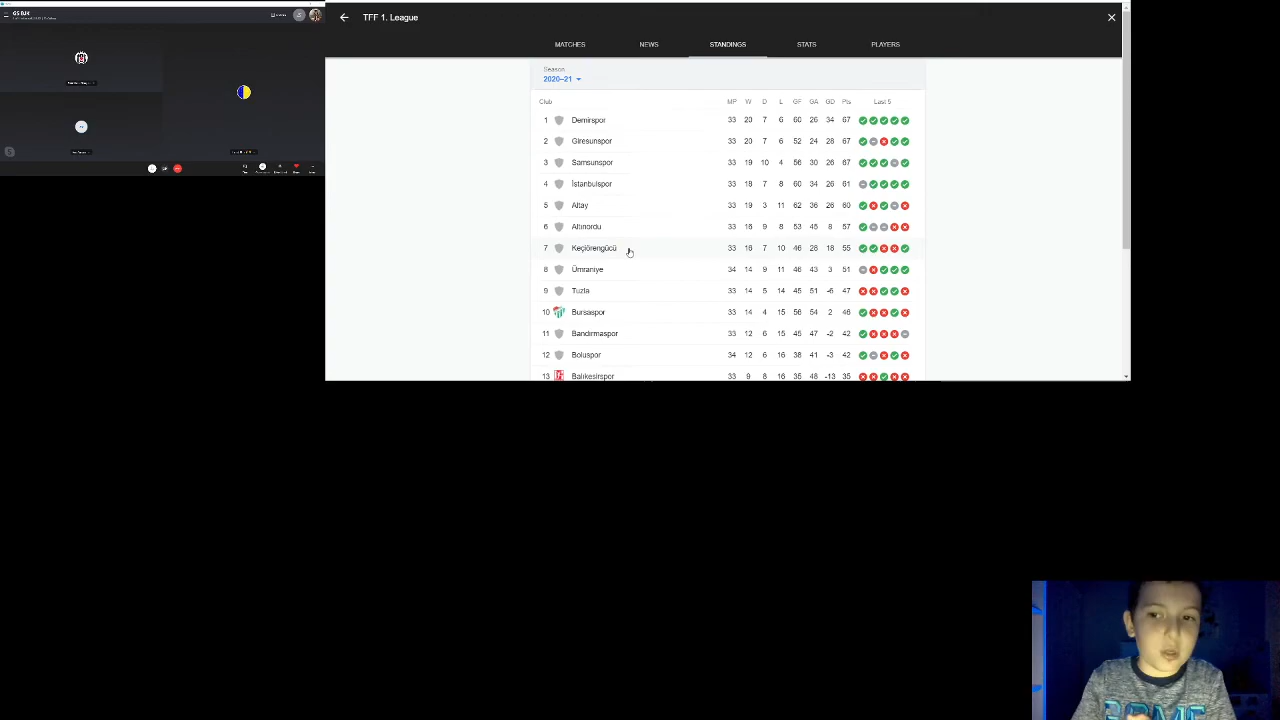 GS BJK
TFF 1. League
MATCHES NEWS STANDINGS STATS PLAYERS
Season
2020–21
Club MP W D L GF GA GD Pts Last 5
1 Demirspor 33 20 7 6 60 26 34 67
2 Giresunspor 33 20 7 6 52 24 28 67
3 Samsunspor 33 19 10 4 56 30 26 67
4 İstanbulspor 33 18 7 8 60 34 26 61
5 Altay 33 19 3 11 62 36 26 60
6 Altınordu 33 16 9 8 53 45 8 57
7 Keçiörengücü 33 16 7 10 46 28 18 55
8 Ümraniye 34 14 9 11 46 43 3 51
9 Tuzla 33 14 5 14 45 51 -6 47
10 Bursaspor 33 14 4 15 56 54 2 46
11 Bandırmaspor 33 12 6 15 45 47 -2 42
12 Boluspor 34 12 6 16 38 41 -3 42
13 Balıkesirspor 33 9 8 16 35 48 -13 35